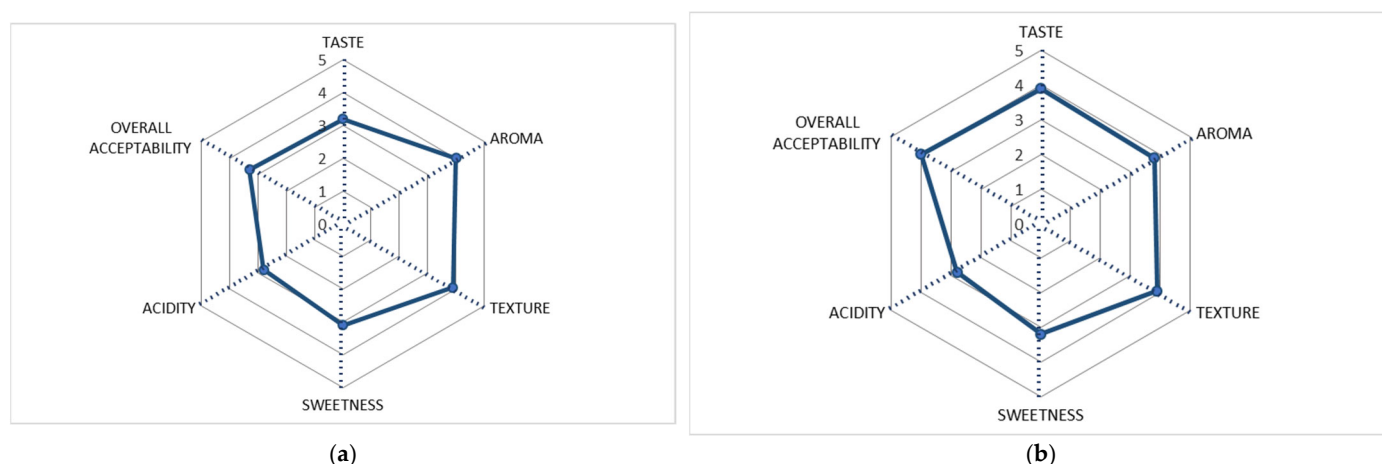 TASTE
5
4
3
2
1
0
AROMA
TEXTURE
SWEETNESS
ACIDITY
OVERALL
ACCEPTABILITY
(a)
TASTE
5
4
3
2
1
0
AROMA
TEXTURE
SWEETNESS
ACIDITY
OVERALL
ACCEPTABILITY
(b)